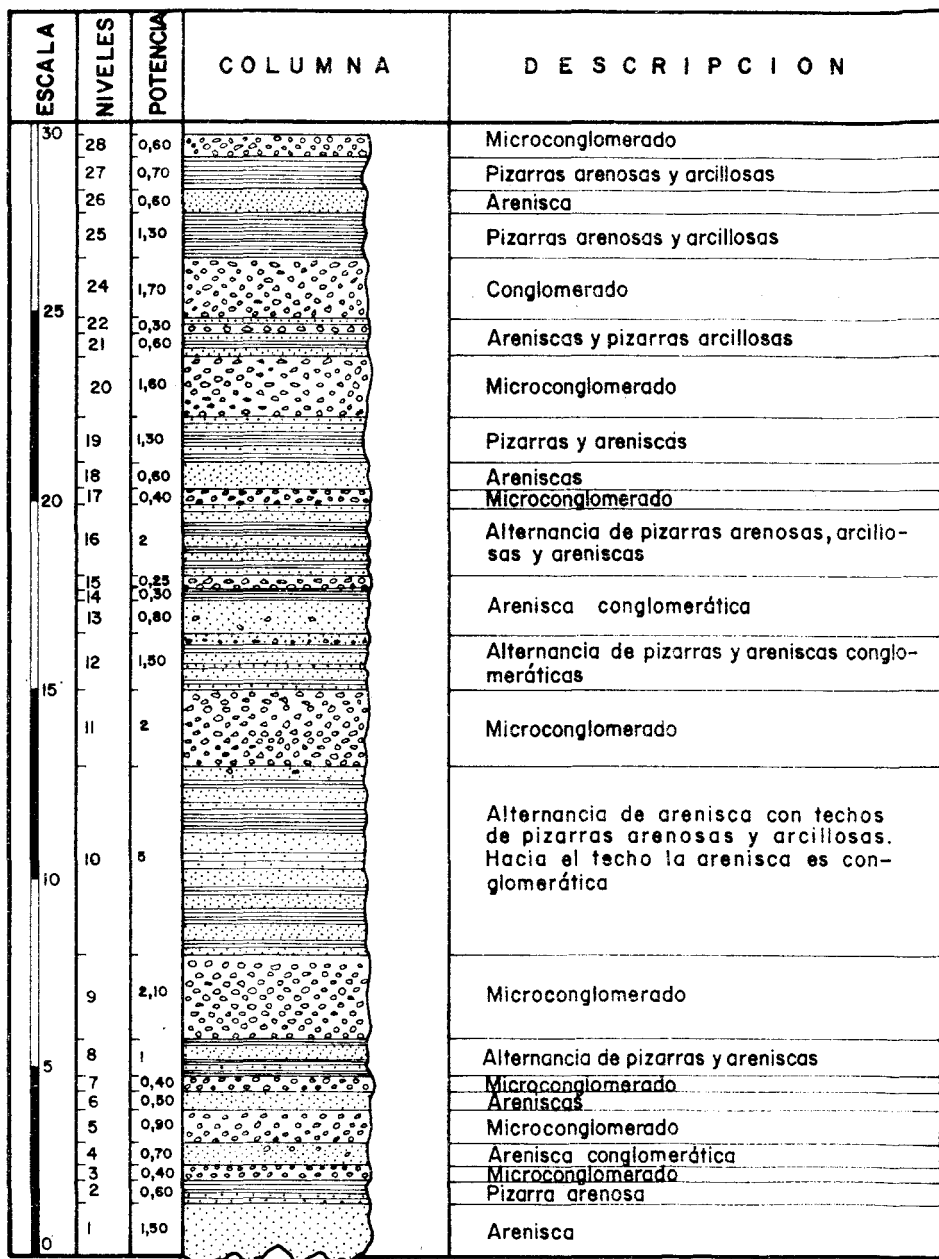 ESCALA NIVELES POTENCIA COLUMNA DESCRIPCION
30
28 0,60 Microconglomerado
27 0,70 Pizarras arenosas y arcillosas
26 0,60 Arenisca
25 1,30 Pizarras arenosas y arcillosas
24 1,70 Conglomerado
25
22 0,30
21 0,60 Areniscas y pizarras arcillosas
20 1,60 Microconglomerado
19 1,30 Pizarras y areniscas
18 0,60 Areniscas
20 17 0,40 Microconglomerado
16 2 Alternancia de pizarras arenosas, arcillo-
sas y areniscas
15 0,25
14 0,30 Arenisca conglomerática
13 0,80
12 1,50 Alternancia de pizarras y areniscas conglo-
meráticas
15
11 2 Microconglomerado
10 5 Alternancia de arenisca con techos
de pizarras arenosas y arcillosas.
Hacia el techo la arenisca es con-
glomerática
10
9 2,10 Microconglomerado
8 1 Alternancia de pizarras y areniscas
5
7 0,40 Microconglomerado
6 0,50 Areniscas
5 0,90 Microconglomerado
4 0,70 Arenisca conglomerática
3 0,40 Microconglomerado
2 0,60 Pizarra arenosa
1 1,50 Arenisca
0